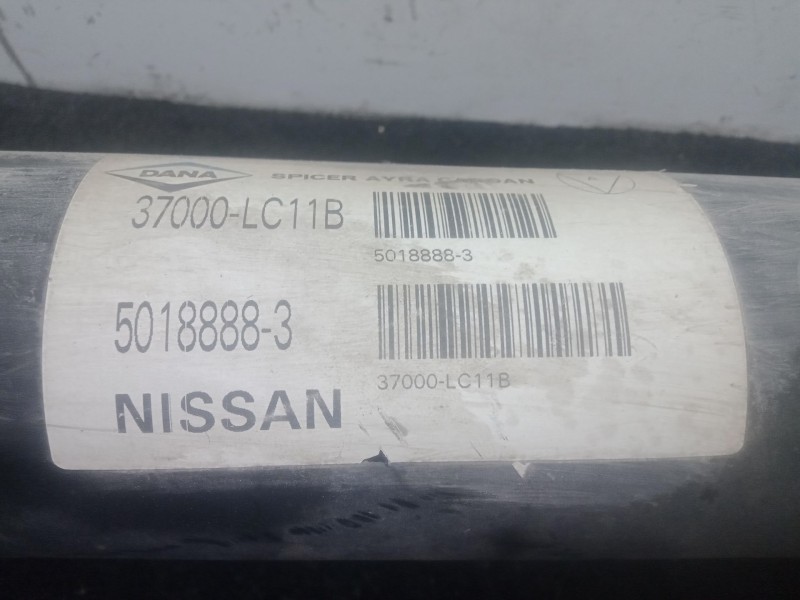 DANA SPICER AYRA CARDAN
37000-LC11B
5018888-3
5018888-3
37000-LC11B
NISSAN